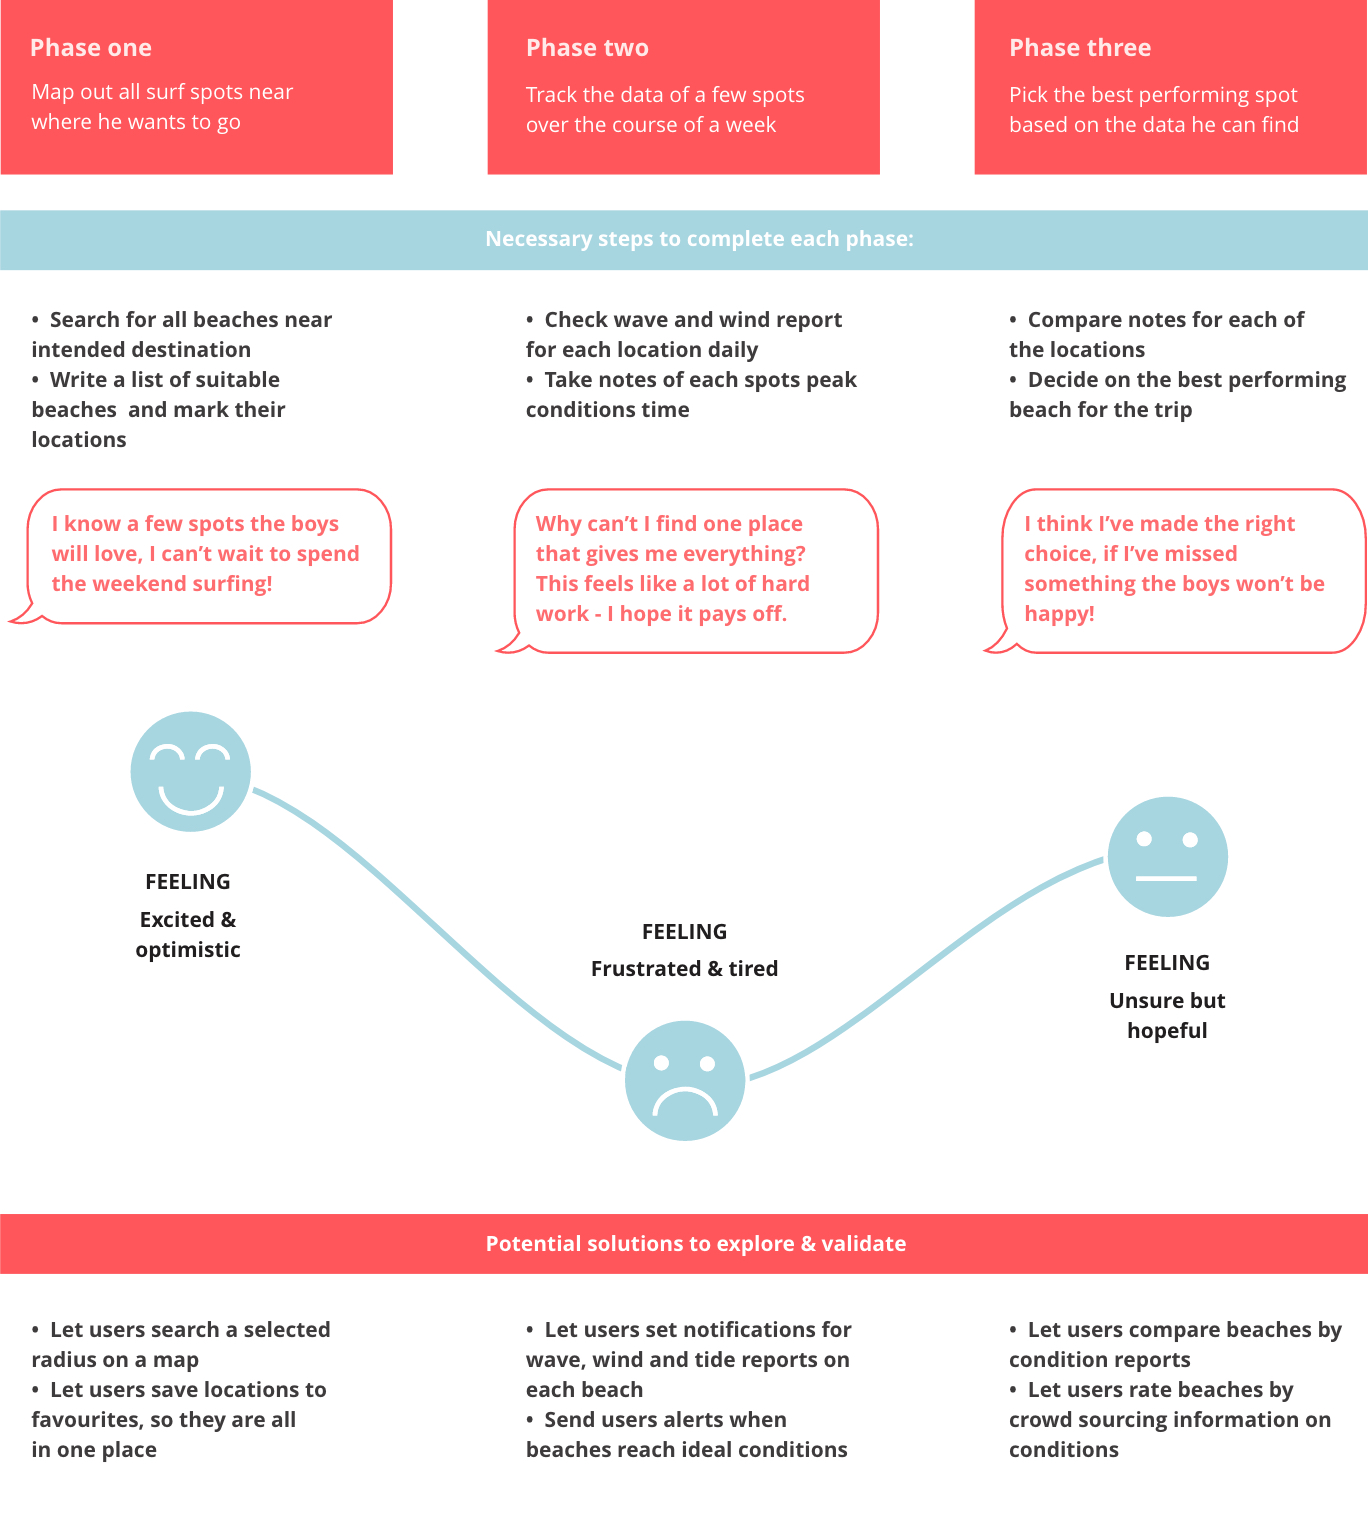 Phase one
Map out all surf spots near
where he wants to go
Phase two
Track the data of a few spots
over the course of a week
Phase three
Pick the best performing spot
based on the data he can find
Necessary steps to complete each phase:
• Search for all beaches near
intended destination
• Write a list of suitable
beaches  and mark their
locations
• Check wave and wind report
for each location daily
• Take notes of each spots peak
conditions time
• Compare notes for each of
the locations
• Decide on the best performing
beach for the trip
I know a few spots the boys
will love, I can’t wait to spend
the weekend surfing!
Why can’t I find one place
that gives me everything?
This feels like a lot of hard
work - I hope it pays off.
I think I’ve made the right
choice, if I’ve missed
something the boys won’t be
happy!
FEELING
Excited &
optimistic
FEELING
Frustrated & tired
FEELING
Unsure but
hopeful
Potential solutions to explore & validate
• Let users search a selected
radius on a map
• Let users save locations to
favourites, so they are all
in one place
• Let users set notifications for
wave, wind and tide reports on
each beach
• Send users alerts when
beaches reach ideal conditions
• Let users compare beaches by
condition reports
• Let users rate beaches by
crowd sourcing information on
conditions